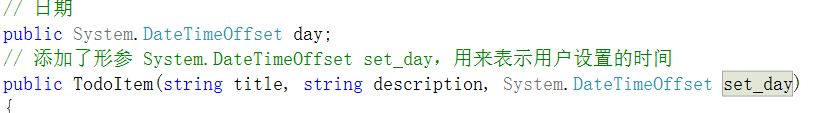 // 日期
public System.DateTimeOffset day;
// 添加了形参 System.DateTimeOffset set_day，用来表示用户设置的时间
public TodoItem(string title, string description, System.DateTimeOffset set_day)
{